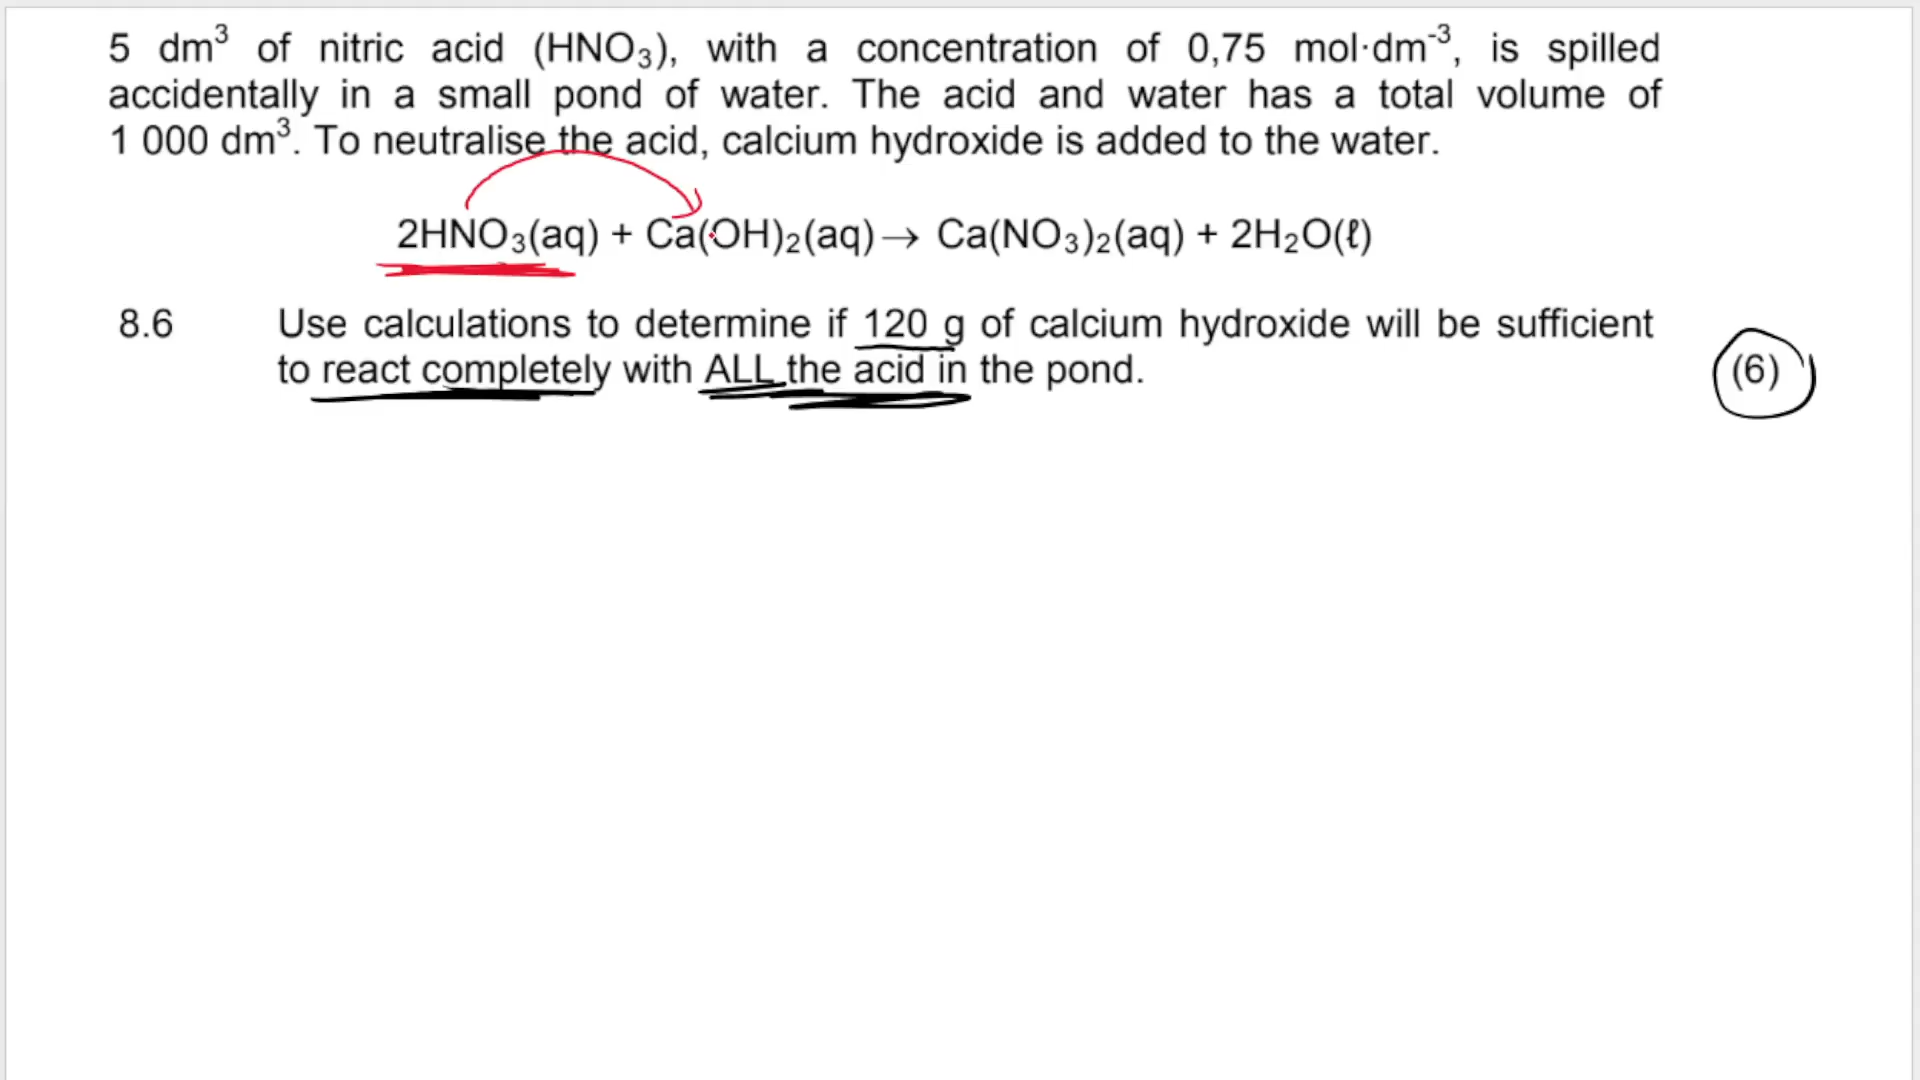 5 dm³ of nitric acid (HNO₃), with a concentration of 0,75 mol·dm⁻³, is spilled
accidentally in a small pond of water. The acid and water has a total volume of
1 000 dm³. To neutralise the acid, calcium hydroxide is added to the water.
2HNO₃(aq) + Ca(OH)₂(aq) → Ca(NO₃)₂(aq) + 2H₂O(ℓ)
8.6 Use calculations to determine if 120 g of calcium hydroxide will be sufficient
to react completely with ALL the acid in the pond. (6)